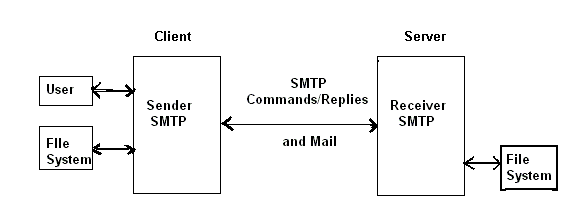 Client
Server
User
FIle
System
Sender
SMTP
SMTP
Commands/Replies
and Mail
Receiver
SMTP
File
System